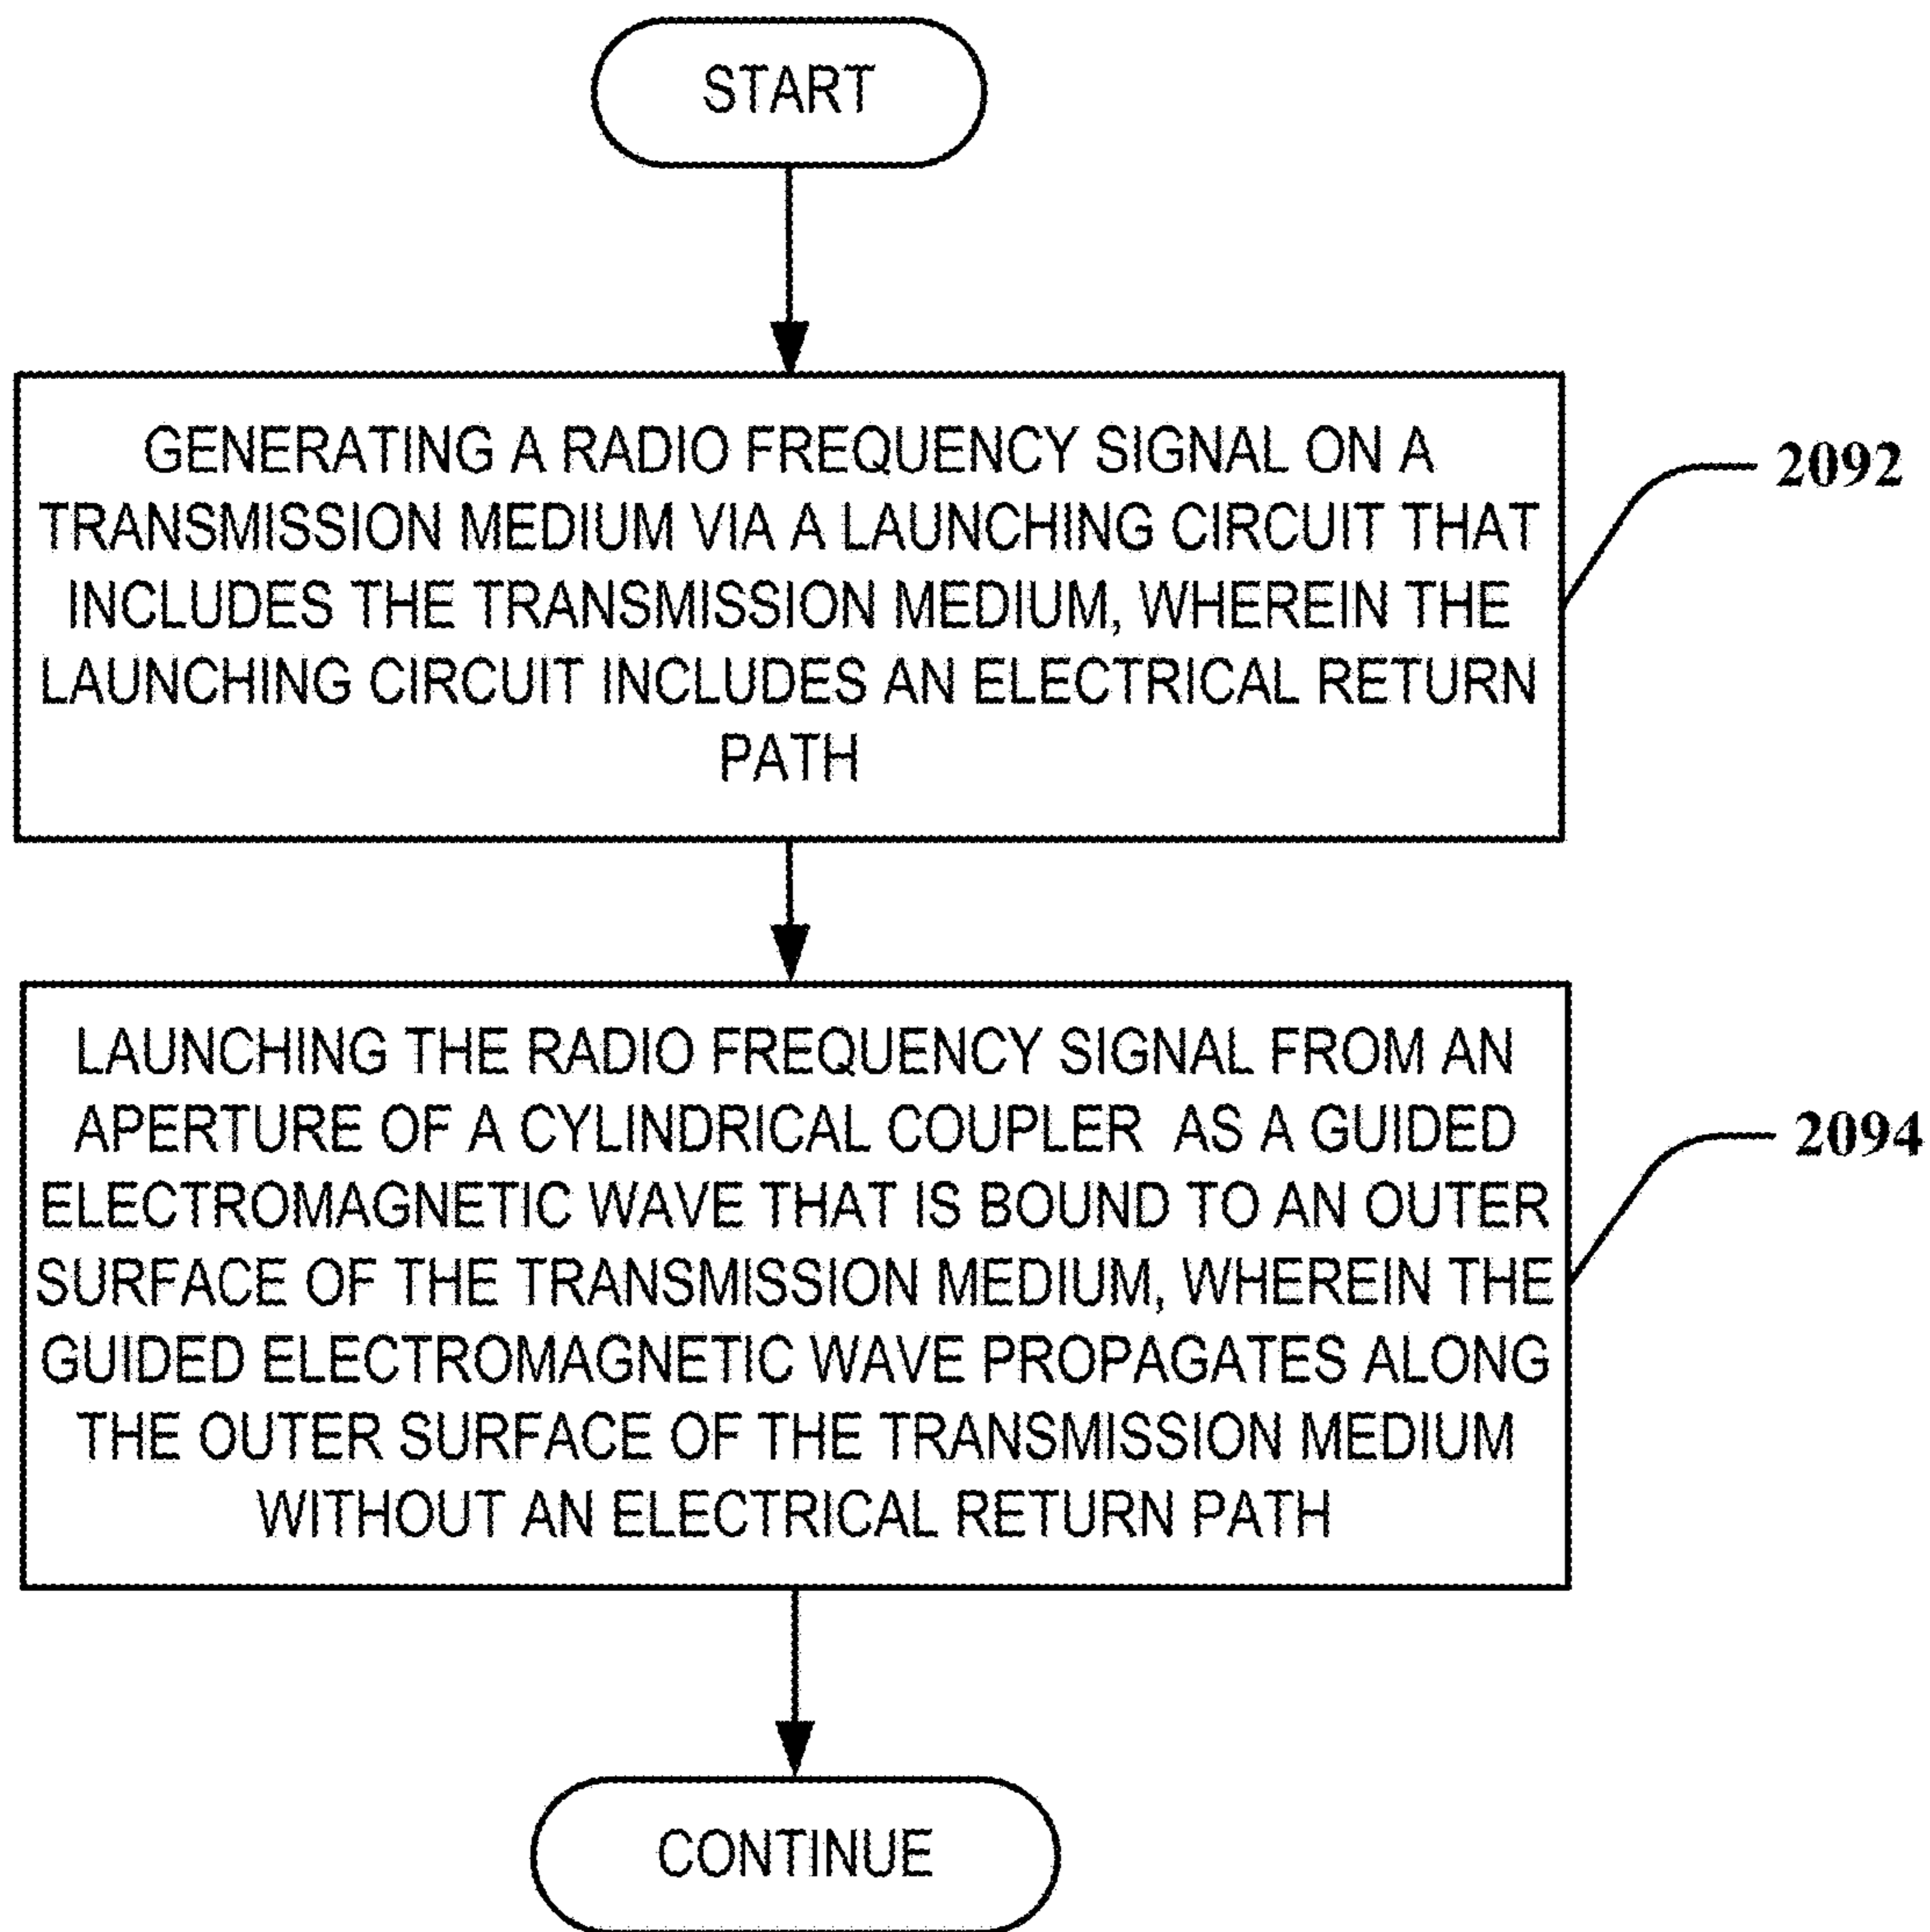 START
GENERATING A RADIO FREQUENCY SIGNAL ON A
TRANSMISSION MEDIUM VIA A LAUNCHING CIRCUIT THAT
INCLUDES THE TRANSMISSION MEDIUM, WHEREIN THE
LAUNCHING CIRCUIT INCLUDES AN ELECTRICAL RETURN
PATH
2092
LAUNCHING THE RADIO FREQUENCY SIGNAL FROM AN
APERTURE OF A CYLINDRICAL COUPLER AS A GUIDED
ELECTROMAGNETIC WAVE THAT IS BOUND TO AN OUTER
SURFACE OF THE TRANSMISSION MEDIUM, WHEREIN THE
GUIDED ELECTROMAGNETIC WAVE PROPAGATES ALONG
THE OUTER SURFACE OF THE TRANSMISSION MEDIUM
WITHOUT AN ELECTRICAL RETURN PATH
2094
CONTINUE